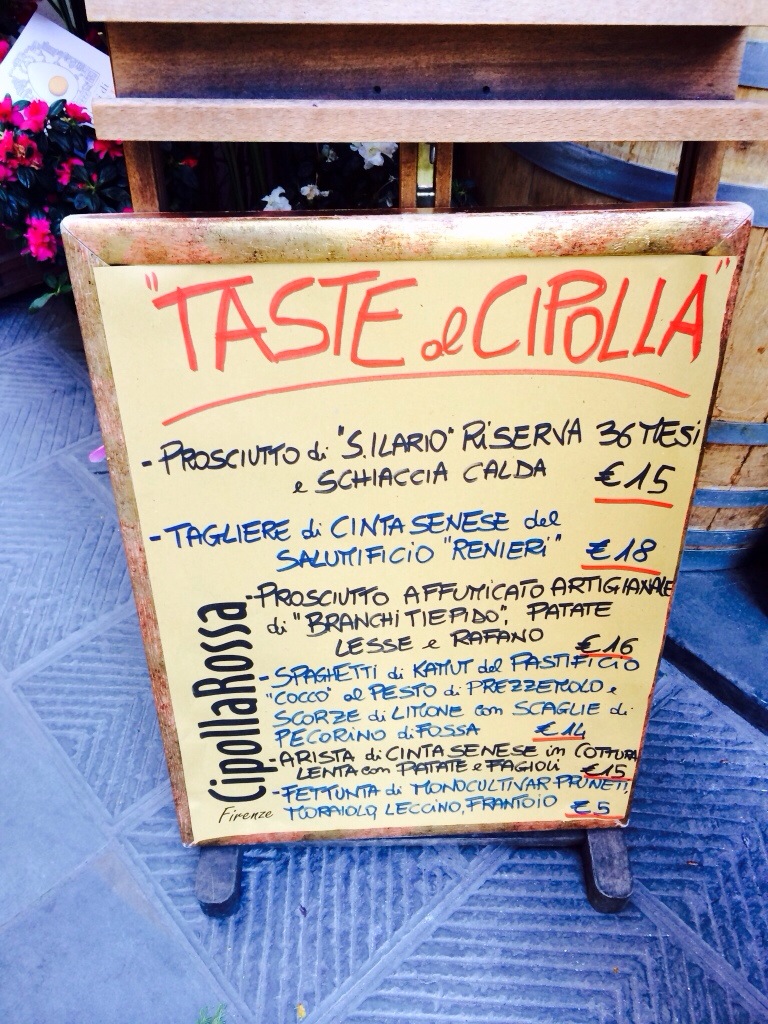 "TASTE al CIPOLLA"
- PROSCIUTTO di "S.ILARIO" RISERVA 36 MESI
e SCHIACCIA CALDA €15
- TAGLIERE di CINTA SENESE del
SALUMIFICIO "RENIERI" €18
- PROSCIUTTO AFFUMICATO ARTIGIANALE
di "BRANCHI TIEPIDO", PATATE
LESSE e RAFANO €16
- SPAGHETTI di KAMUT del PASTIFICIO
"COCCO" al PESTO di PREZZEMOLO e
SCORZE di LIMONE con SCAGLIE di
PECORINO di FOSSA €14
- ARISTA di CINTA SENESE in COTTURA
LENTA con PATATE e FAGIOLI €15
- FETTUNTA di MONOCULTIVAR PRUNETI,
MORAIOLO, LECCINO, FRANTOIO €5
CipollaRossa
Firenze